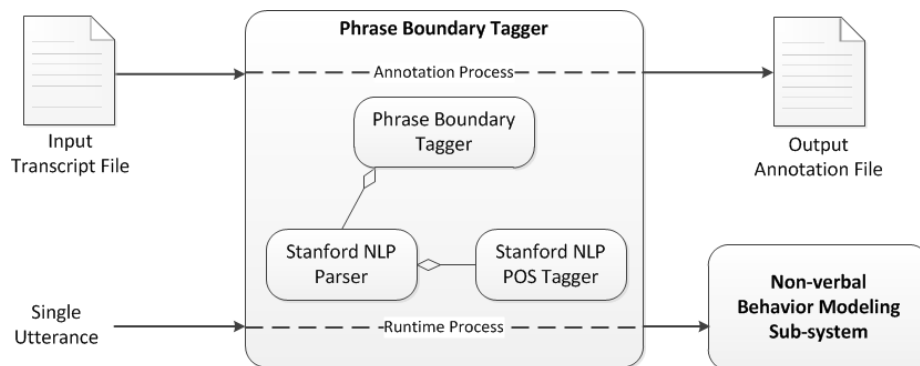 Phrase Boundary Tagger
Annotation Process
Input
Transcript File
Output
Annotation File
Phrase Boundary
Tagger
Stanford NLP
Parser
Stanford NLP
POS Tagger
Single
Utterance
Runtime Process
Non-verbal
Behavior Modeling
Sub-system